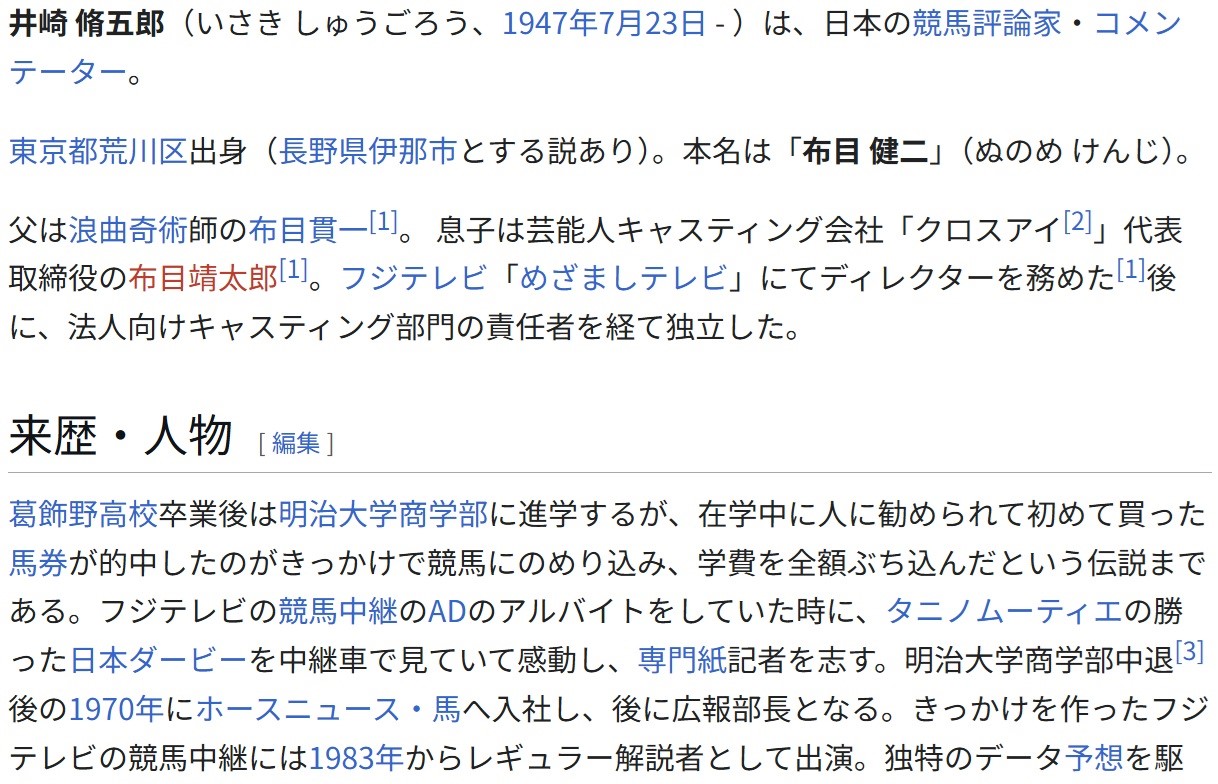 井崎 脩五郎（いさき しゅうごろう、1947年7月23日 - ）は、日本の競馬評論家・コメン
テーター。
東京都荒川区出身（長野県伊那市とする説あり）。本名は「布目 健二」（ぬのめ けんじ）。
父は浪曲奇術師の布目貫一[1]。 息子は芸能人キャスティング会社「クロスアイ[2]」代表
取締役の布目靖太郎[1]。フジテレビ「めざましテレビ」にてディレクターを務めた[1]後
に、法人向けキャスティング部門の責任者を経て独立した。
来歴・人物 [ 編集 ]
葛飾野高校卒業後は明治大学商学部に進学するが、在学中に人に勧められて初めて買った
馬券が的中したのがきっかけで競馬にのめり込み、学費を全額ぶち込んだという伝説まで
ある。フジテレビの競馬中継のADのアルバイトをしていた時に、タニノムーティエの勝
った日本ダービーを中継車で見ていて感動し、専門紙記者を志す。明治大学商学部中退[3]
後の1970年にホースニュース・馬へ入社し、後に広報部長となる。きっかけを作ったフジ
テレビの競馬中継には1983年からレギュラー解説者として出演。独特のデータ予想を駆